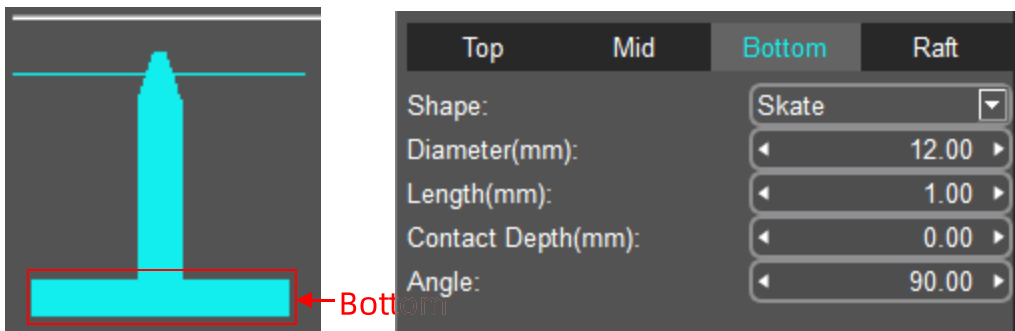 Top Mid Bottom Raft
Shape: Skate
Diameter(mm): 12.00
Length(mm): 1.00
Contact Depth(mm): 0.00
Angle: 90.00
Bottom